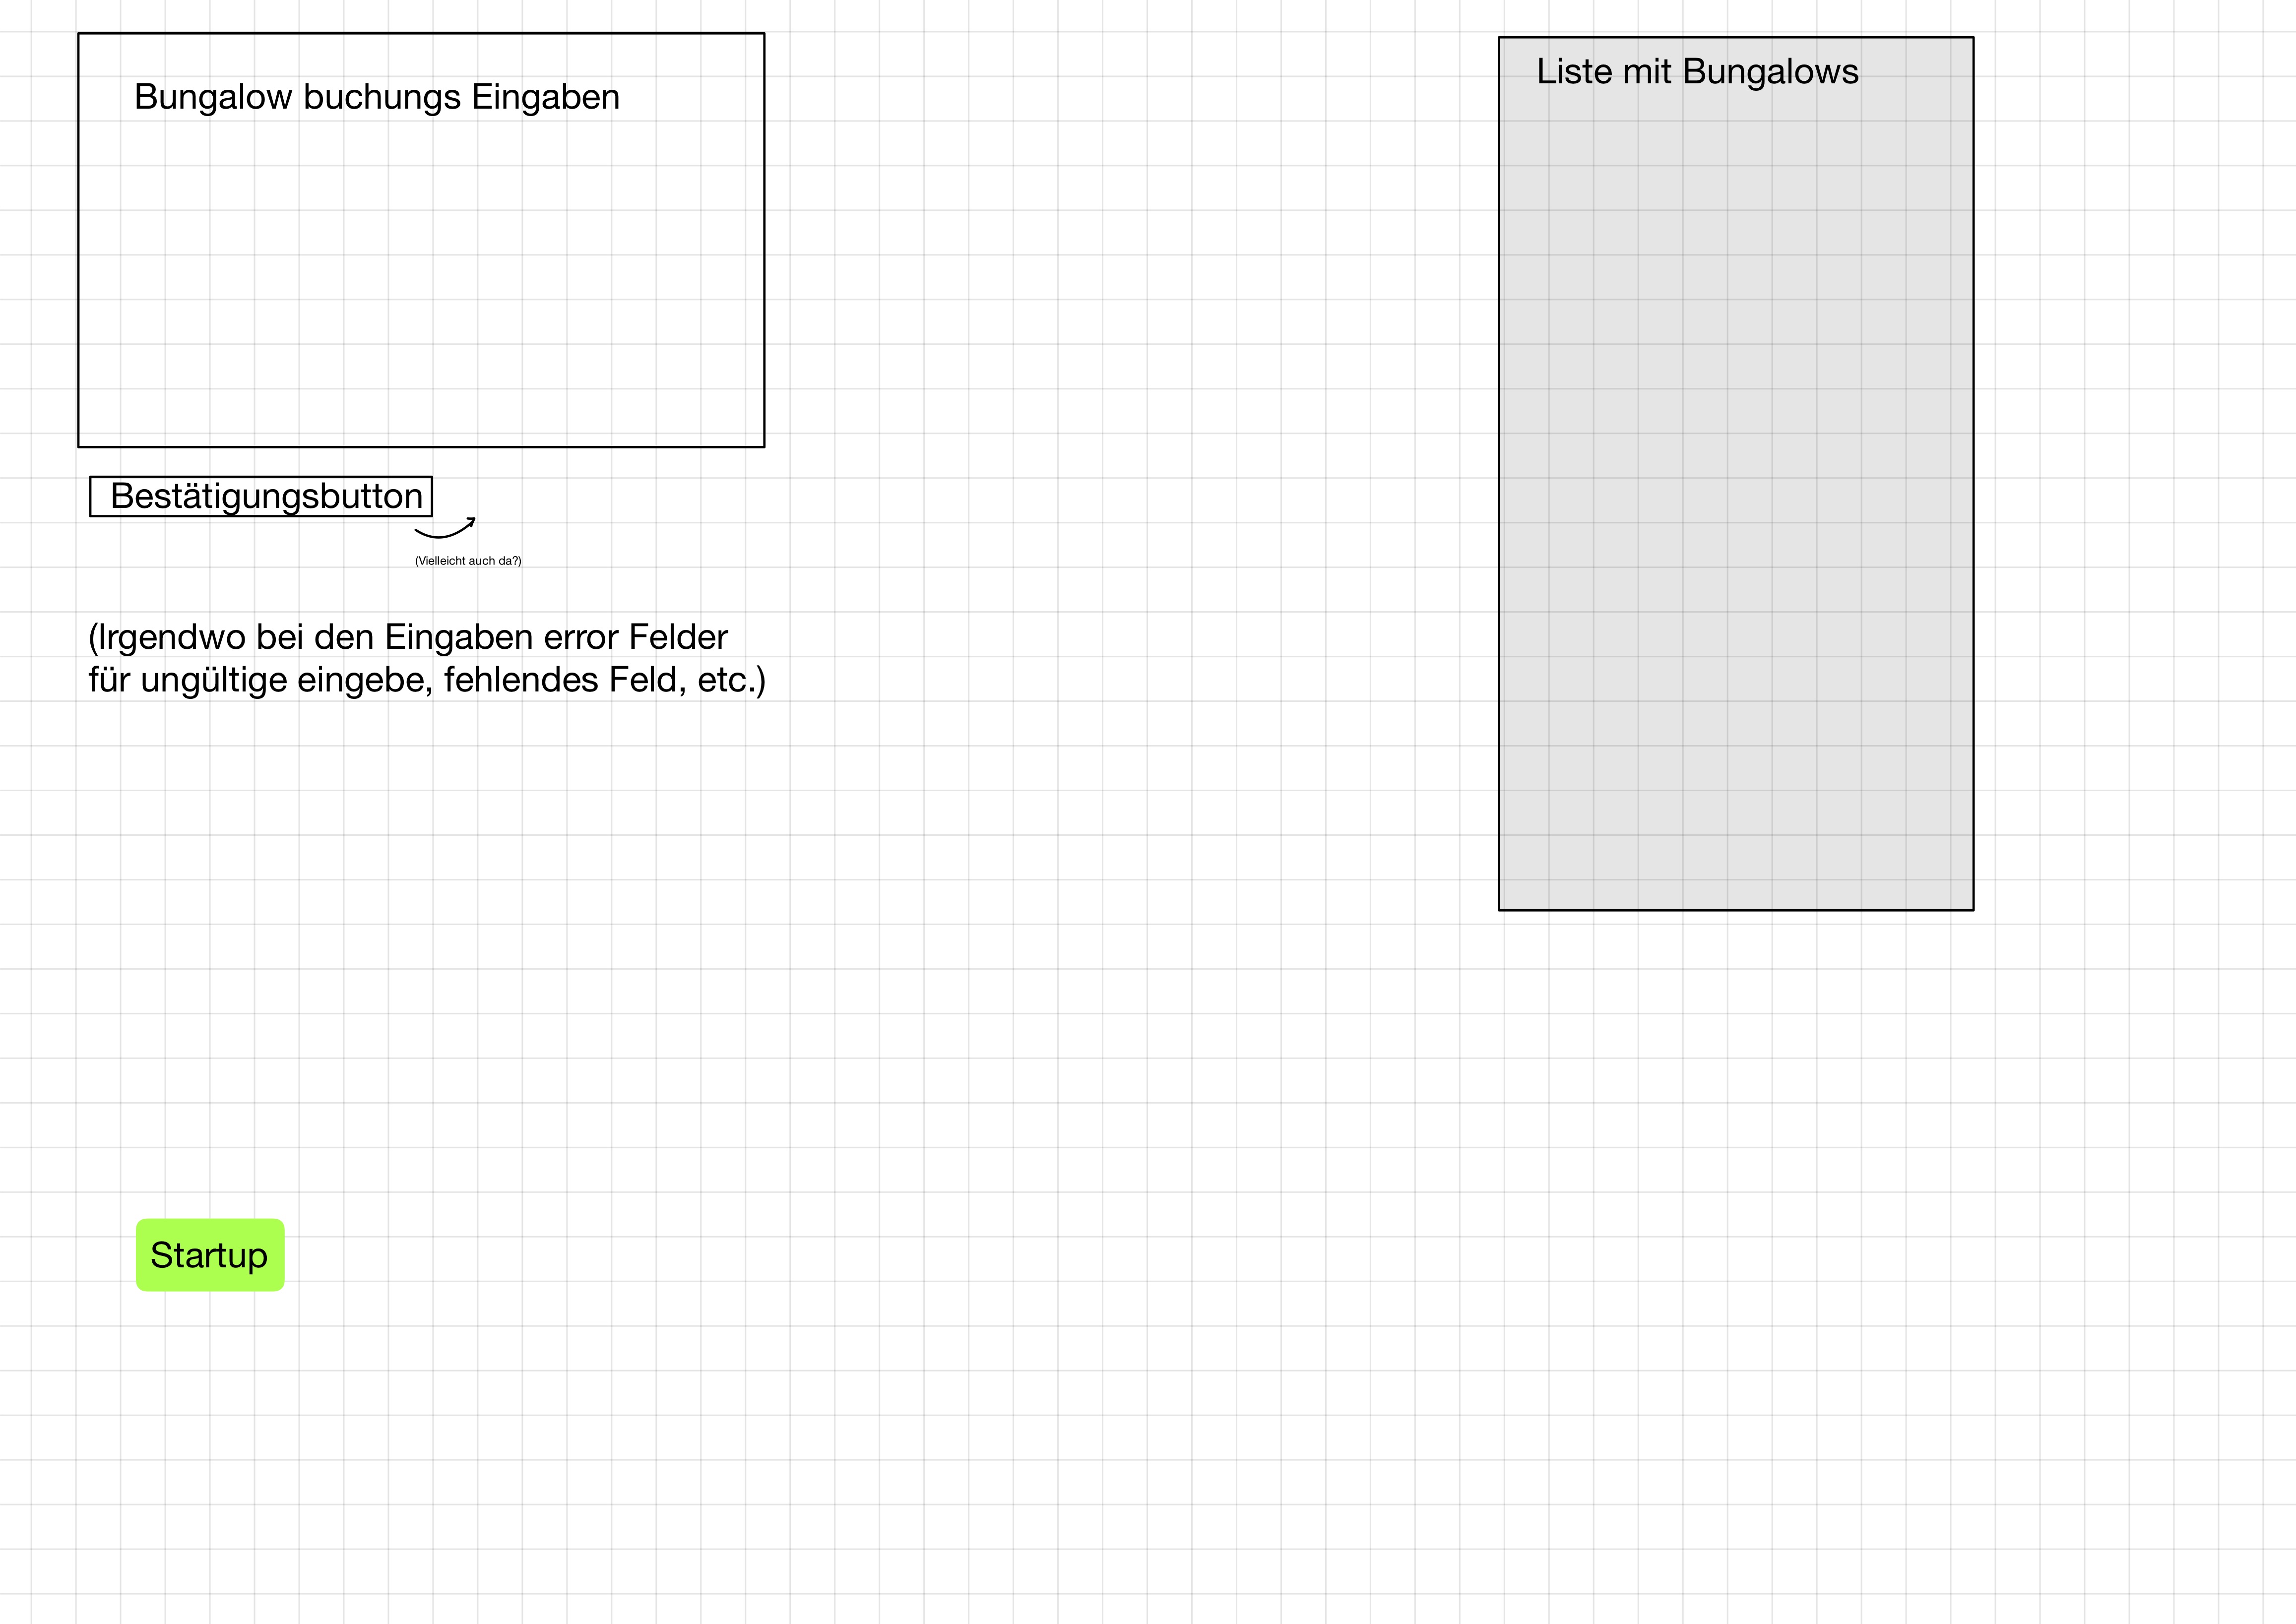 Bungalow buchungs Eingaben
Liste mit Bungalows
Bestätigungsbutton
(Vielleicht auch da?)
(Irgendwo bei den Eingaben error Felder
für ungültige eingebe, fehlendes Feld, etc.)
Startup